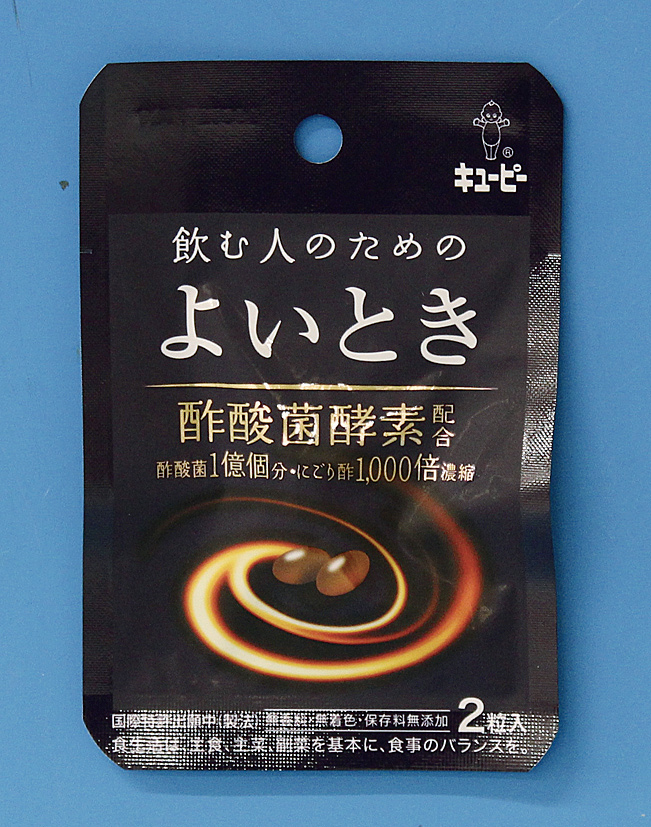 ®
キユーピー
飲む人のための
よいとき
酢酸菌酵素 配合
酢酸菌1億個分・にごり酢1,000倍濃縮
国際特許出願中(製法) 無香料・無着色・保存料無添加 2粒入
食生活は、主食、主菜、副菜を基本に、食事のバランスを。